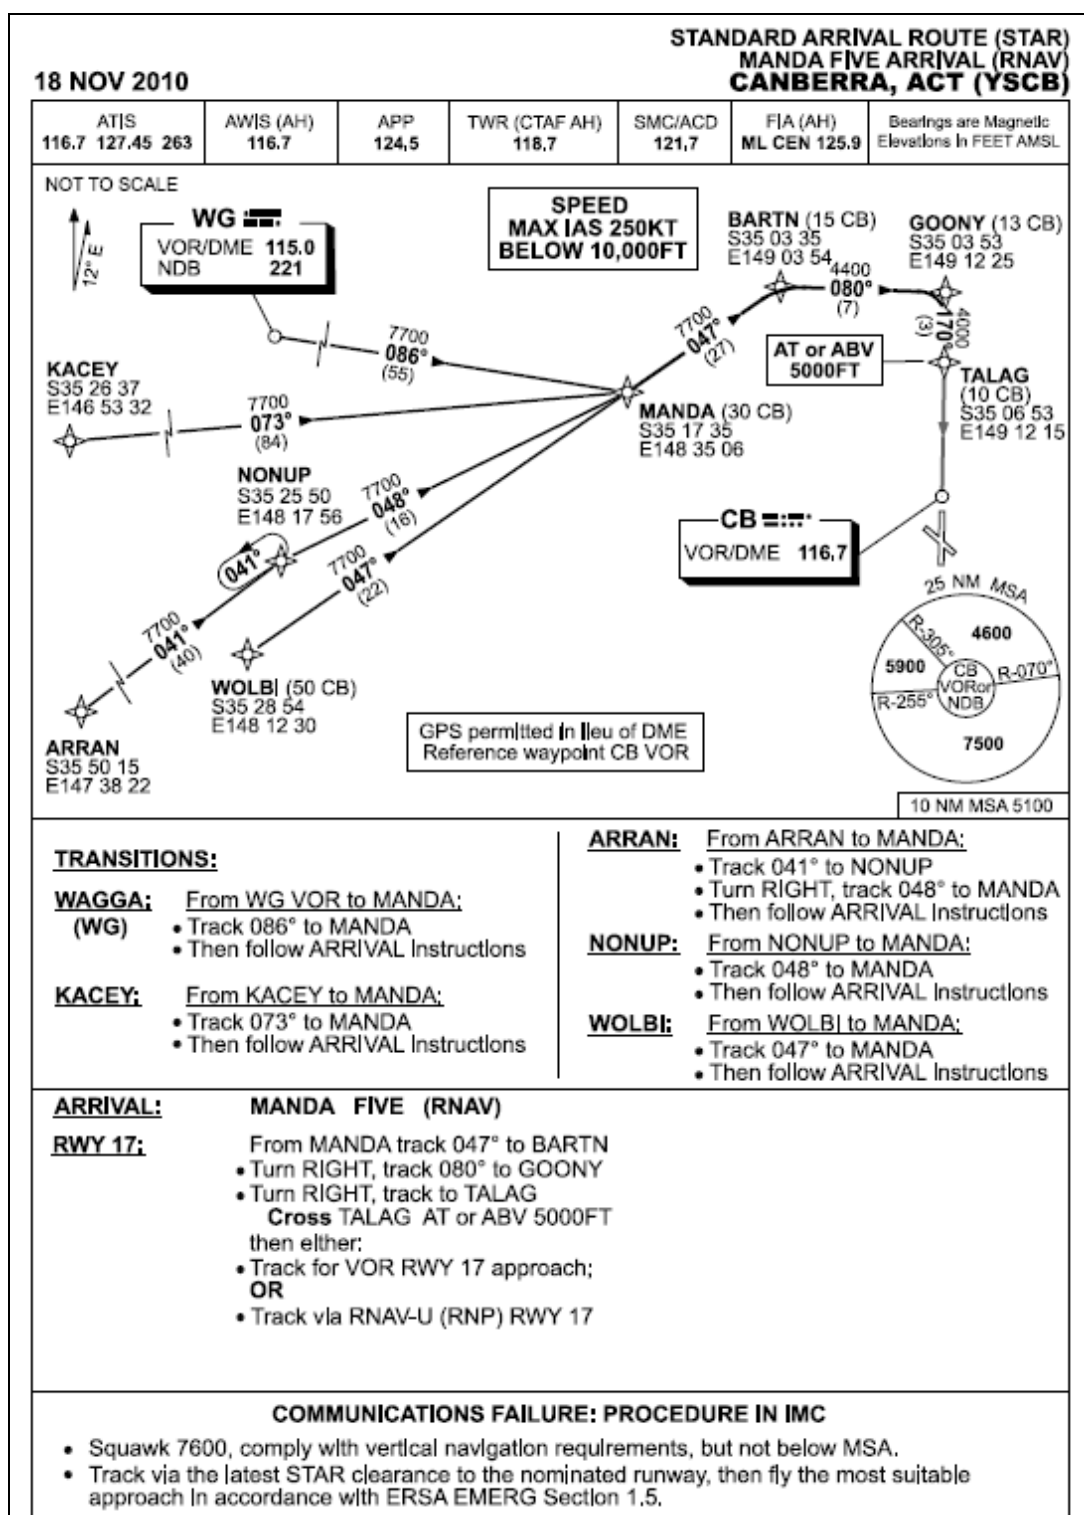 STANDARD ARRIVAL ROUTE (STAR)
MANDA FIVE ARRIVAL (RNAV)
18 NOV 2010
CANBERRA, ACT (YSCB)
ATIS
116.7 127.45 263
AWIS (AH)
116.7
APP
124.5
TWR (CTAF AH)
118.7
SMC/ACD
121.7
FIA (AH)
ML CEN 125.9
Bearings are Magnetic
Elevations in FEET AMSL
NOT TO SCALE
12° E
WG
VOR/DME 115.0
NDB 221
SPEED
MAX IAS 250KT
BELOW 10,000FT
BARTN (15 CB)
S35 03 35
E149 03 54
GOONY (13 CB)
S35 03 53
E149 12 25
4400
080°
(7)
4000
170°
(3)
7700
047°
(27)
7700
086°
(55)
AT or ABV
5000FT
KACEY
S35 26 37
E146 53 32
7700
073°
(84)
TALAG
(10 CB)
S35 06 53
E149 12 15
MANDA (30 CB)
S35 17 35
E148 35 06
NONUP
S35 25 50
E148 17 56
7700
048°
(16)
041°
7700
047°
(22)
CB
VOR/DME 116.7
7700
041°
(40)
WOLBI (50 CB)
S35 28 54
E148 12 30
ARRAN
S35 50 15
E147 38 22
GPS permitted in lieu of DME
Reference waypoint CB VOR
25 NM MSA
R-305°
4600
5900
CB
VORor
NDB
R-070°
R-255°
7500
10 NM MSA 5100
TRANSITIONS:
WAGGA: From WG VOR to MANDA:
(WG) • Track 086° to MANDA
• Then follow ARRIVAL Instructions
KACEY: From KACEY to MANDA:
• Track 073° to MANDA
• Then follow ARRIVAL Instructions
ARRAN: From ARRAN to MANDA:
• Track 041° to NONUP
• Turn RIGHT, track 048° to MANDA
• Then follow ARRIVAL Instructions
NONUP: From NONUP to MANDA:
• Track 048° to MANDA
• Then follow ARRIVAL Instructions
WOLBI: From WOLBI to MANDA:
• Track 047° to MANDA
• Then follow ARRIVAL Instructions
ARRIVAL: MANDA FIVE (RNAV)
RWY 17: From MANDA track 047° to BARTN
• Turn RIGHT, track 080° to GOONY
• Turn RIGHT, track to TALAG
Cross TALAG AT or ABV 5000FT
then either:
• Track for VOR RWY 17 approach;
OR
• Track via RNAV-U (RNP) RWY 17
COMMUNICATIONS FAILURE: PROCEDURE IN IMC
• Squawk 7600, comply with vertical navigation requirements, but not below MSA.
• Track via the latest STAR clearance to the nominated runway, then fly the most suitable
approach in accordance with ERSA EMERG Section 1.5.